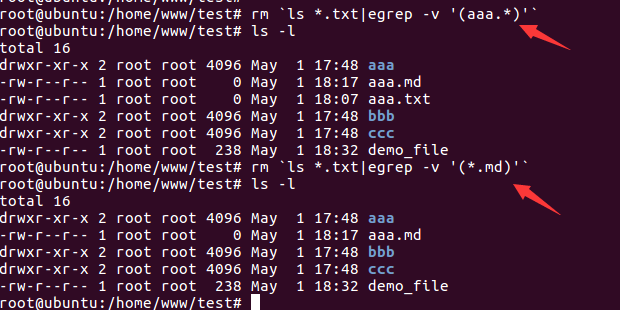 root@ubuntu:/home/www/test# rm `ls *.txt|egrep -v '(aaa.*)'`
root@ubuntu:/home/www/test# ls -l
total 16
drwxr-xr-x 2 root root 4096 May  1 17:48 aaa
-rw-r--r-- 1 root root    0 May  1 18:17 aaa.md
-rw-r--r-- 1 root root    0 May  1 18:07 aaa.txt
drwxr-xr-x 2 root root 4096 May  1 17:48 bbb
drwxr-xr-x 2 root root 4096 May  1 17:48 ccc
-rw-r--r-- 1 root root  238 May  1 18:32 demo_file
root@ubuntu:/home/www/test# rm `ls *.txt|egrep -v '(*.md)'`
root@ubuntu:/home/www/test# ls -l
total 16
drwxr-xr-x 2 root root 4096 May  1 17:48 aaa
-rw-r--r-- 1 root root    0 May  1 18:17 aaa.md
drwxr-xr-x 2 root root 4096 May  1 17:48 bbb
drwxr-xr-x 2 root root 4096 May  1 17:48 ccc
-rw-r--r-- 1 root root  238 May  1 18:32 demo_file
root@ubuntu:/home/www/test#